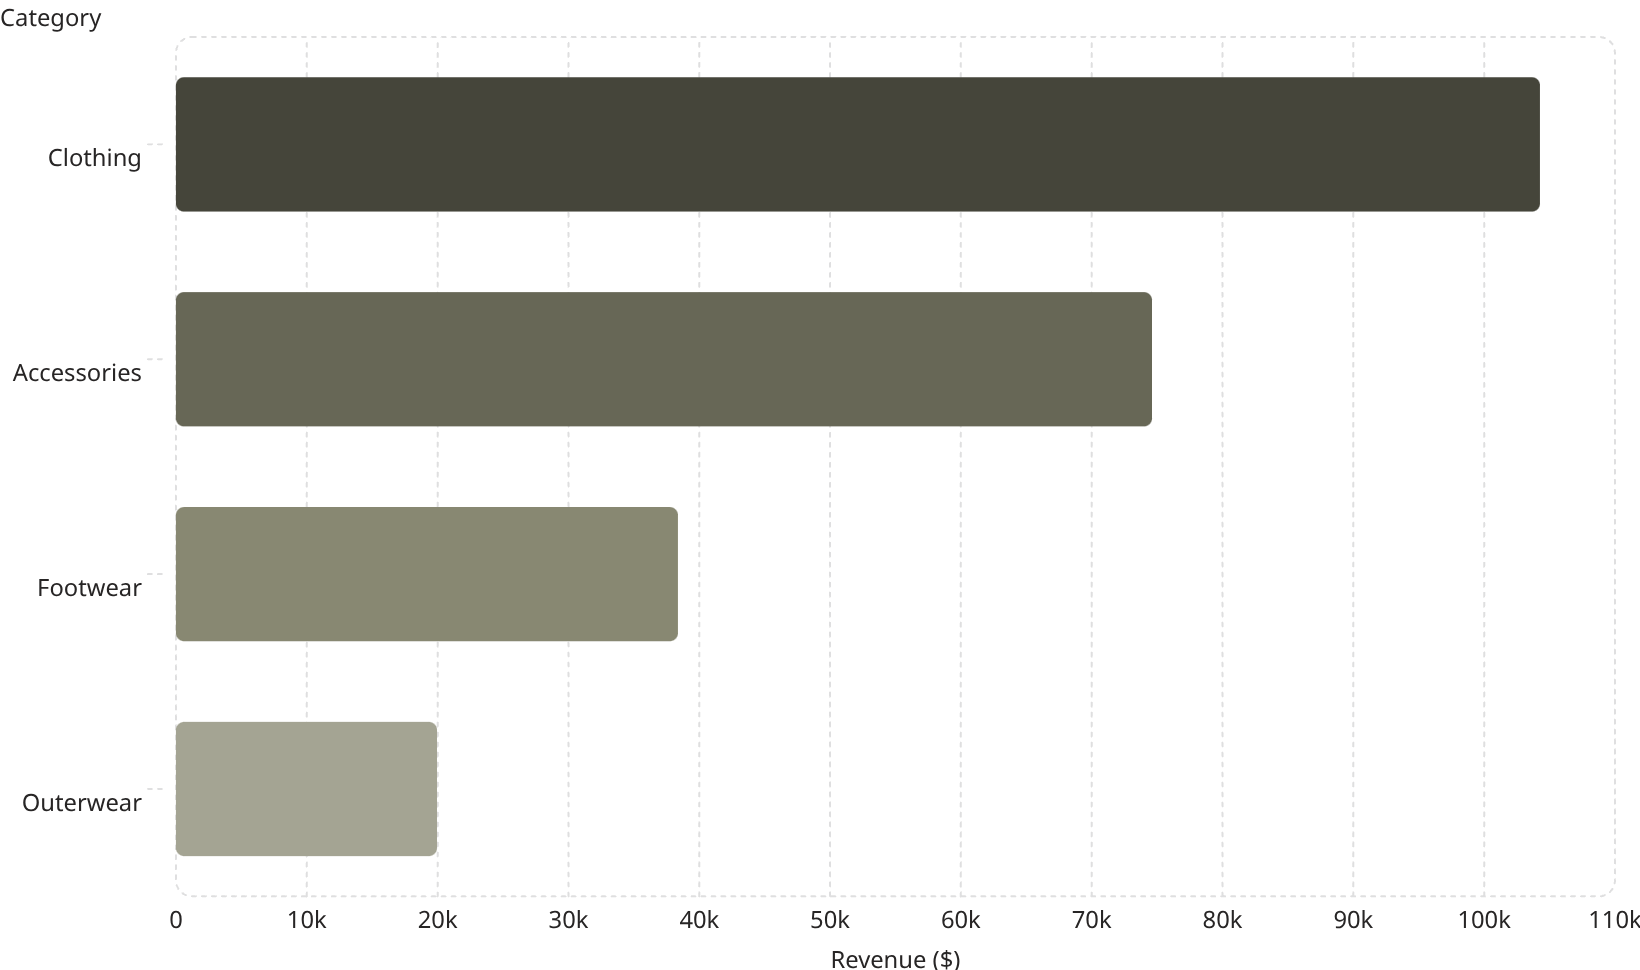 Category
Clothing
Accessories
Footwear
Outerwear
0 10k 20k 30k 40k 50k 60k 70k 80k 90k 100k 110k
Revenue ($)